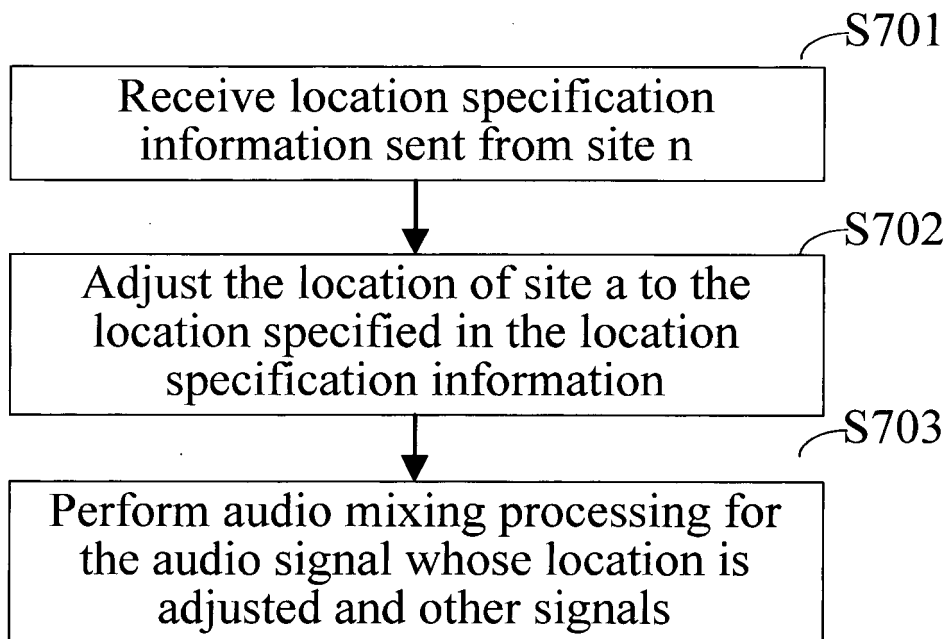 S701
Receive location specification
information sent from site n
S702
Adjust the location of site a to the
location specified in the location
specification information
S703
Perform audio mixing processing for
the audio signal whose location is
adjusted and other signals